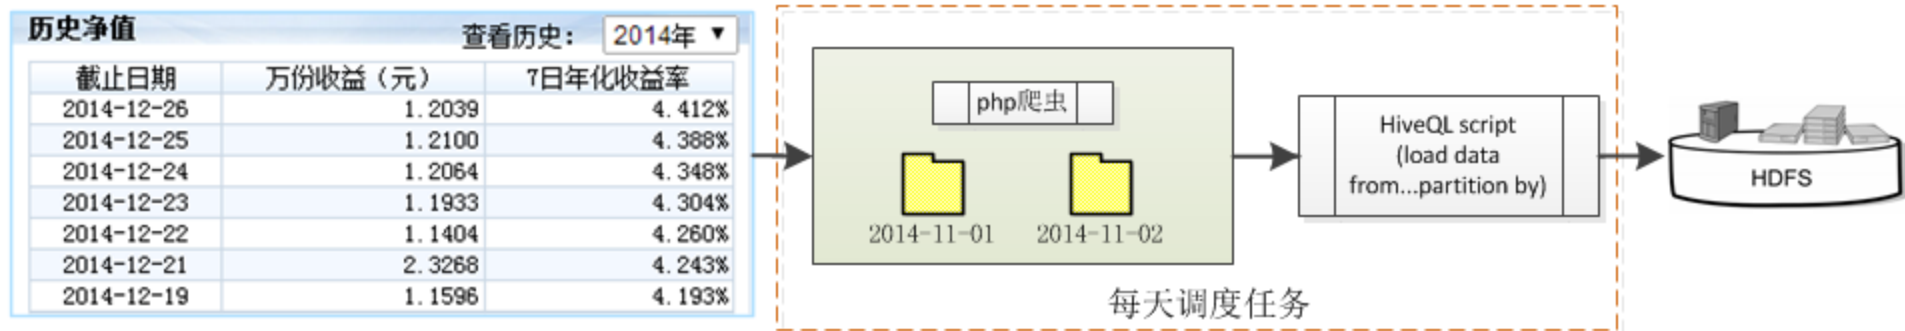 历史净值
查看历史： 2014年
截止日期 万份收益（元） 7日年化收益率
2014-12-26 1.2039 4.412%
2014-12-25 1.2100 4.388%
2014-12-24 1.2064 4.348%
2014-12-23 1.1933 4.304%
2014-12-22 1.1404 4.260%
2014-12-21 2.3268 4.243%
2014-12-19 1.1596 4.193%
php爬虫
2014-11-01 2014-11-02
HiveQL script
(load data
from...partition by)
每天调度任务
HDFS